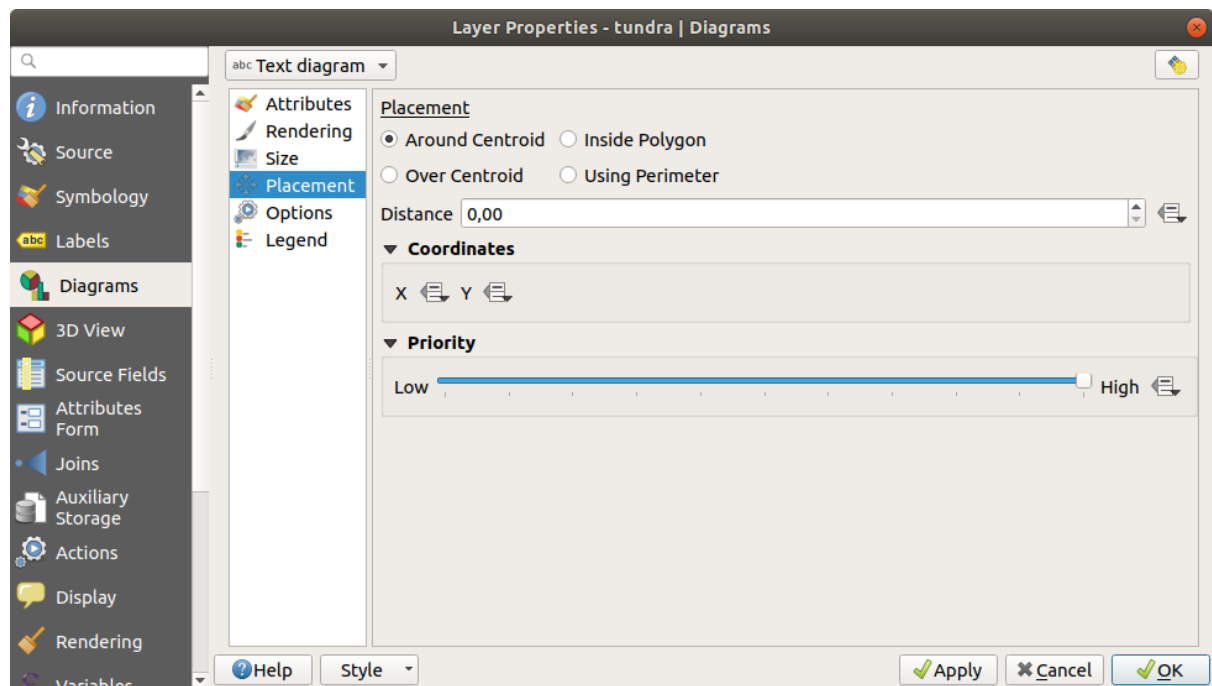 Layer Properties - tundra | Diagrams
Information
Source
Symbology
abc Labels
Diagrams
3D View
Source Fields
Attributes
Form
Joins
Auxiliary
Storage
Actions
Display
Rendering
Variables
abc Text diagram
Attributes
Rendering
Size
Placement
Options
Legend
Placement
Around Centroid Inside Polygon
Over Centroid Using Perimeter
Distance 0,00
Coordinates
X Y
Priority
Low High
Help Style Apply Cancel OK